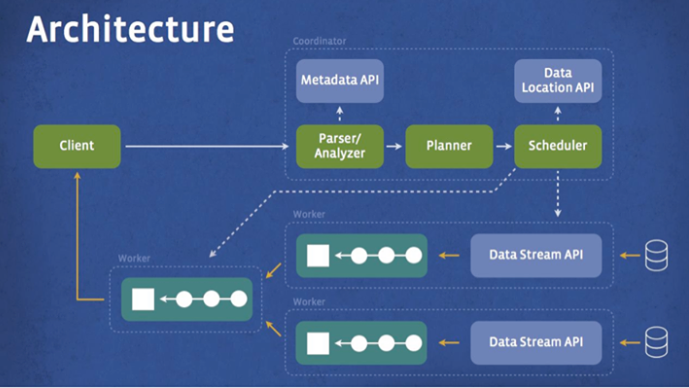 Architecture
Coordinator
Metadata API
Data
Location API
Client
Parser/
Analyzer
Planner
Scheduler
Worker
Data Stream API
Worker
Worker
Data Stream API